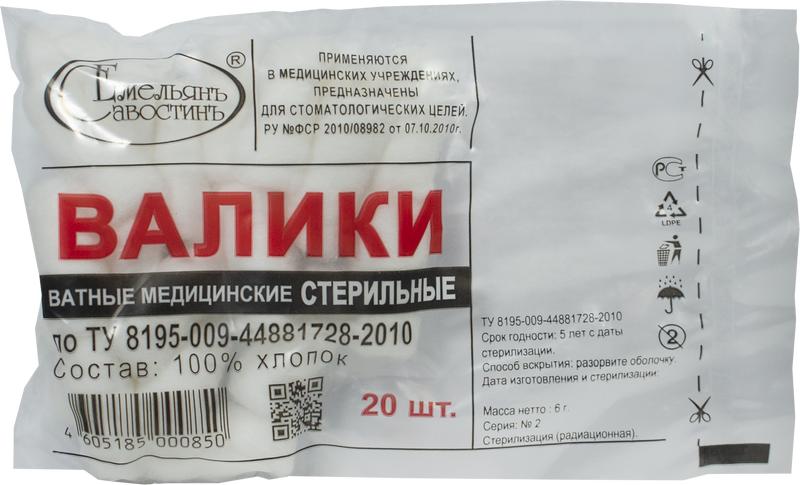 Емельянъ
Савостинъ
®
ПРИМЕНЯЮТСЯ
В МЕДИЦИНСКИХ УЧРЕЖДЕНИЯХ,
ПРЕДНАЗНАЧЕНЫ
ДЛЯ СТОМАТОЛОГИЧЕСКИХ ЦЕЛЕЙ.
РУ №ФСР 2010/08982 от 07.10.2010г.
ВАЛИКИ
ВАТНЫЕ МЕДИЦИНСКИЕ СТЕРИЛЬНЫЕ
по ТУ 8195-009-44881728-2010
Состав: 100% хлопок
4 605185 000850
20 шт.
РСТ
4
LDPE
2
ТУ 8195-009-44881728-2010
Срок годности: 5 лет с даты
стерилизации.
Способ вскрытия: разорвите оболочку.
Дата изготовления и стерилизации:
Масса нетто : 6 г.
Серия: № 2
Стерилизация (радиационная).